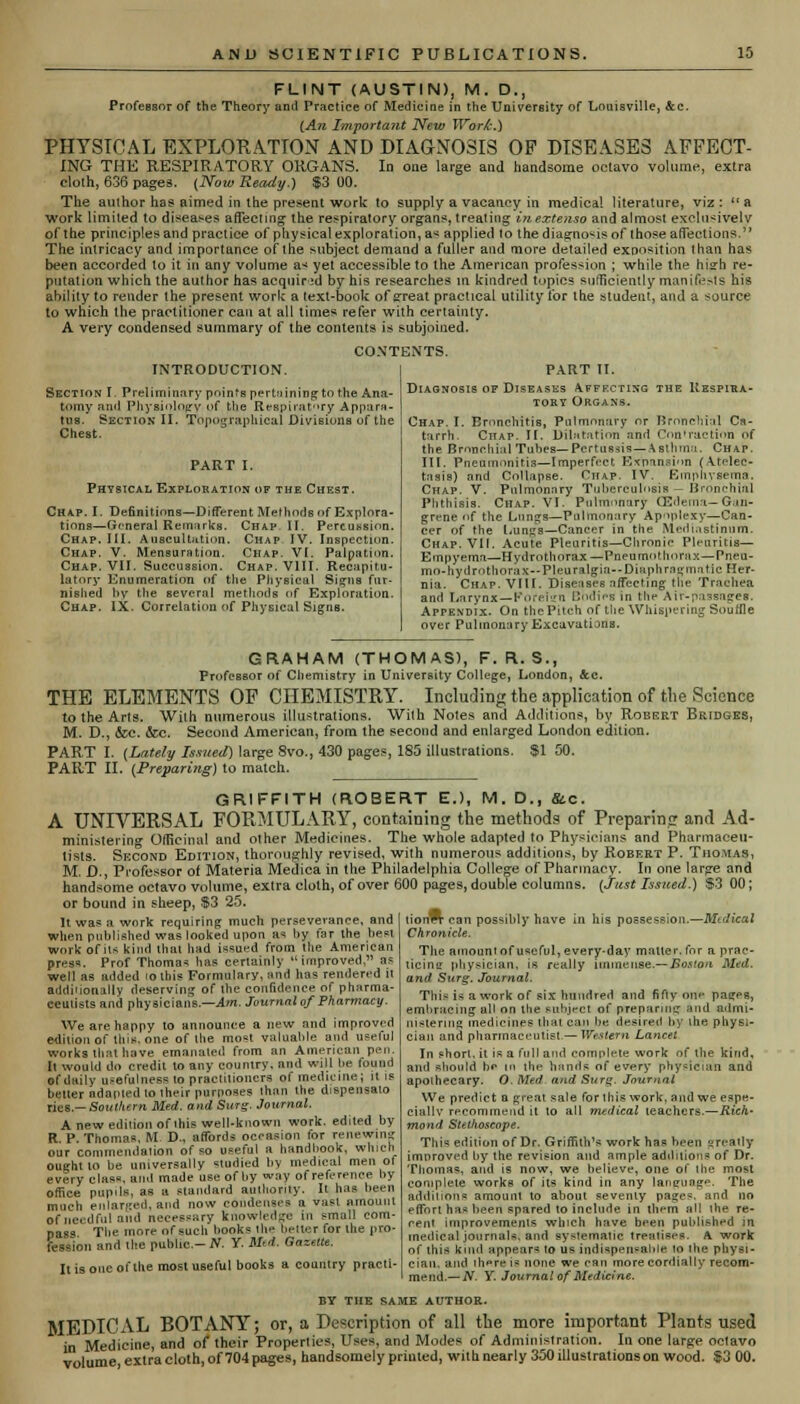 AND SCIENTIFIC PUBLICATIONS. 15
FLINT (AUSTIN), M. D.,
Professor of the Theory and Practice of Medicine in the University of Louisville, &c.
(An Important New Work.)
PHYSICAL EXPLORATION AND DIAGNOSIS OF DISEASES AFFECT-
ING THE RESPIRATORY ORGANS. In one large and handsome octavo volume, extra
cloth, 636 pages. (Now Ready.) $3 00.
The author has aimed in the present work to supply a vacancy in medical literature, viz: "a
work limited to diseases affecting the respiratory organs, treating in extenso and almost exclusively
of the principles and practice of physical exploration, as applied to the diagnosis of those affections."
The intricacy and importance of the subject demand a fuller and more detailed exposition than has
been accorded to it in any volume as yet accessible to the American profession; while the high re-
putation which the author has acquired by his researches in kindred topics sufficiently manifests his
ability to render the present work a text-book of great practical utility for the student, and a source
to which the practitioner can at all times refer with certainty.
A very condensed summary of the contents is subjoined.
CONTENTS.
INTRODUCTION.
SECTION I. Preliminary points pertaining to the Ana-
tomy and Physiology of the Respiratory Appara-
tus. SECTION II. Topographical Divisions of the
Chest.
PART I.
PHYSICAL EXPLORATION OF THE CHEST.
CHAP. I. Definitions—Different Methods of Explora-
tions—General Remarks. CHAP II. Percussion.
CHAP. III. Auscultation. CHAP IV. Inspection.
CHAP. V. Mensuration. CHAP. VI. Palpation.
CHAP. VII. Succussion. CHAP. VIII. Recapitu-
latory Enumeration of the Physical Signs fur-
nished by the several methods of Exploration.
CHAP. IX. Correlation of Physical Signs.
PART II.
DIAGNOSIS OF DISEASES AFFECTING THE RESPIRA-
TORY ORGANS.
CHAP. I. Bronchitis, Pulmonary or Bronchial Ca-
tarrh. CHAP. II. Dilatation and Contraction of
the Bronchial Tubes—Pertussis—Asthma. CHAP.
III. Pneumonitis—Imperfect Expansion (Atelec-
tasis) and Collapse. CHAP. IV. Emphysema.
CHAP. V. Pulmonary Tuberculosis—Bronchial
Phthisis. CHAP. VI. Pulmonary Œdema—Gan-
grene of the Lungs—Pulmonary Apoplexy—Can-
cer of the Lungs—Cancer in the Mediastinum.
CHAP. VII. Acute Pleuritis—Chronic Pleuritis—
Empyema—Hydrothorax—Pneumothorax—Pneu-
mo-hydrothorax--Pleuralgia--Diaphragmatic Her-
nia. CHAP. VIII. Diseases affecting the Trachea
and Larynx—Foreign Bodies in the Air-passages.
APPENDIX. On the Pitch of the Whispering Souffle
over Pulmonary Excavations.
GRAHAM (THOMAS), F. R. S.,
Professor of Chemistry in University College, London, &c.
THE ELEMENTS OF CHEMISTRY. Including the application of the Science
to the Arts. With numerous illustrations. With Notes and Additions, by ROBERT BRIDGES,
M. D., &c. &c. Second American, from the second and enlarged London edition.
PART I. (Lately Issued) large 8vo., 430 pages, 185 illustrations. $1 50.
PART II. (Preparing) to match.
GRIFFITH (ROBERT E.), M. D., &c.
A UNIVERSAL FORMULARY, containing the methods of Preparing and Ad-
ministering Officinal and other Medicines. The whole adapted to Physicians and Pharmaceu-
tists. SECOND EDITION, thoroughly revised, with numerous additions, by ROBERT P. THOMAS,
M. D., Professor of Materia Medica in the Philadelphia College of Pharmacy. In one large and
handsome octavo volume, extra cloth, of over 600 pages, double columns. (Just Issued.) $3 00;
or bound in sheep, $3 25.
It was a work requiring much perseverance, and
when published was looked upon as by far the best
work of its kind that had issued from the American
press. Prof Thomas has certainly "improved," as
well as added to this Formulary, and has rendered it
additionally deserving of the confidence of pharma-
ceutists and physicians.—Am. Journal of Pharmacy.
We are happy to announce a new and improved
edition of this, one of the most valuable and useful
works that have emanated from an American pen.
It would do credit to any country, and will be found
of daily usefulness to practitioners of medicine; it is
better adapted to their purposes than the dispensato
ries.—Southern Med. and Surg. Journal.
A new edition of this well-known work. edited by
R. P. Thomas, M D., affords occasion for renewing
our commendation of so useful a handbook, which
ought to be universally studied by medical men of
every class, and made use of by way of reference by
office pupils, as a standard authority. It has been
much enlarged, and now condenses a vast amount
of needful and necessary knowledge in small com-
pass. The more of such books the better for the pro-
fession and the public.—N. Y. Med. Gazette.
It is one of the most useful books a country practi-
tioner can possibly have in his possession.—Medical
Chronicle.
The amount of useful, every-day matter, for a prac-
ticing physician, is really immense.—Boston Med.
and Surg. Journal.
This is a work of six hundred and fifty one pages,
embracing all on the subject of preparing and admi-
nistering medicines that can be desired by the physi-
cian and pharmaceutist.—Western Lancet
In short, it is a full and complete work of the kind,
and should be in the hands of every physician and
apothecary. O. Med. and Surg. Journal
We predict a great sale for this work, and we espe-
cially recommend it to all medical teachers.—Rich-
mond Stethoscope.
This edition of Dr. Griffith's work has been greatly
improved by the revision and ample additions of Dr.
Thomas, and is now, we believe, one of the most
complete works of its kind in any language. The
additions amount to about seventy pages, and no
effort has been spared to include in them all the re-
cent improvements which have been published in
medical journals, and systematic treatises. A work
of this kind appears to us indispensable to the physi-
cian, and there is none we can more cordially recom-
mend.—N. Y. Journal of Medicine.
BY THE SAME AUTHOR.
MEDICAL BOTANY; or, a Description of all the more important Plants used
in Medicine, and of their Properties, Uses, and Modes of Administration. In one large octavo
volume, extra cloth, of 704 pages, handsomely printed, with nearly 350 illustrations on wood. $3 00.